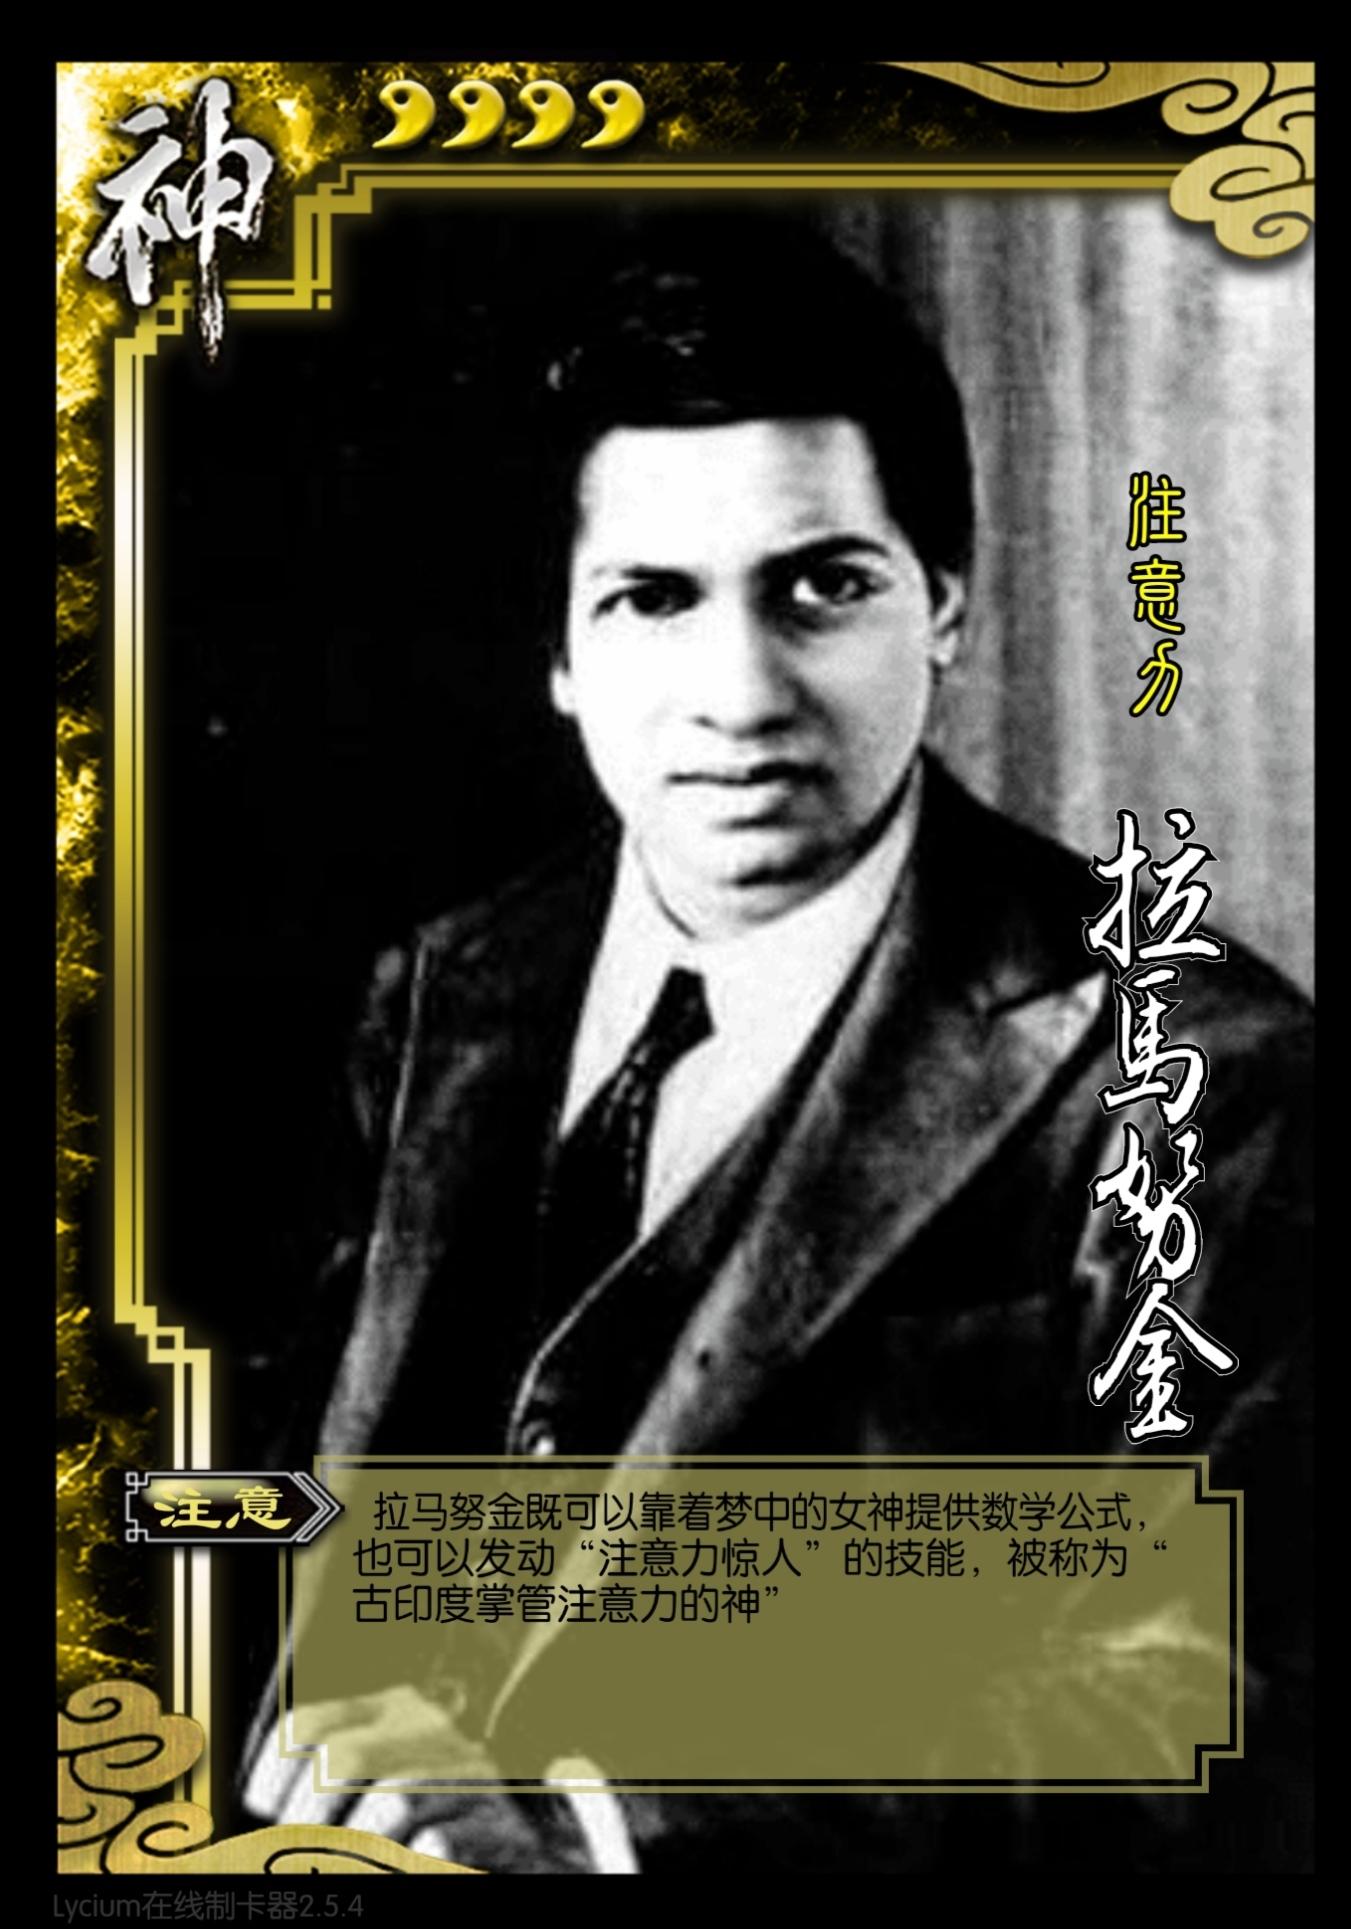 神
注意力
拉马努金
注意
拉马努金既可以靠着梦中的女神提供数学公式，
也可以发动“注意力惊人”的技能，被称为“
古印度掌管注意力的神”
Lycium在线制卡器2.5.4